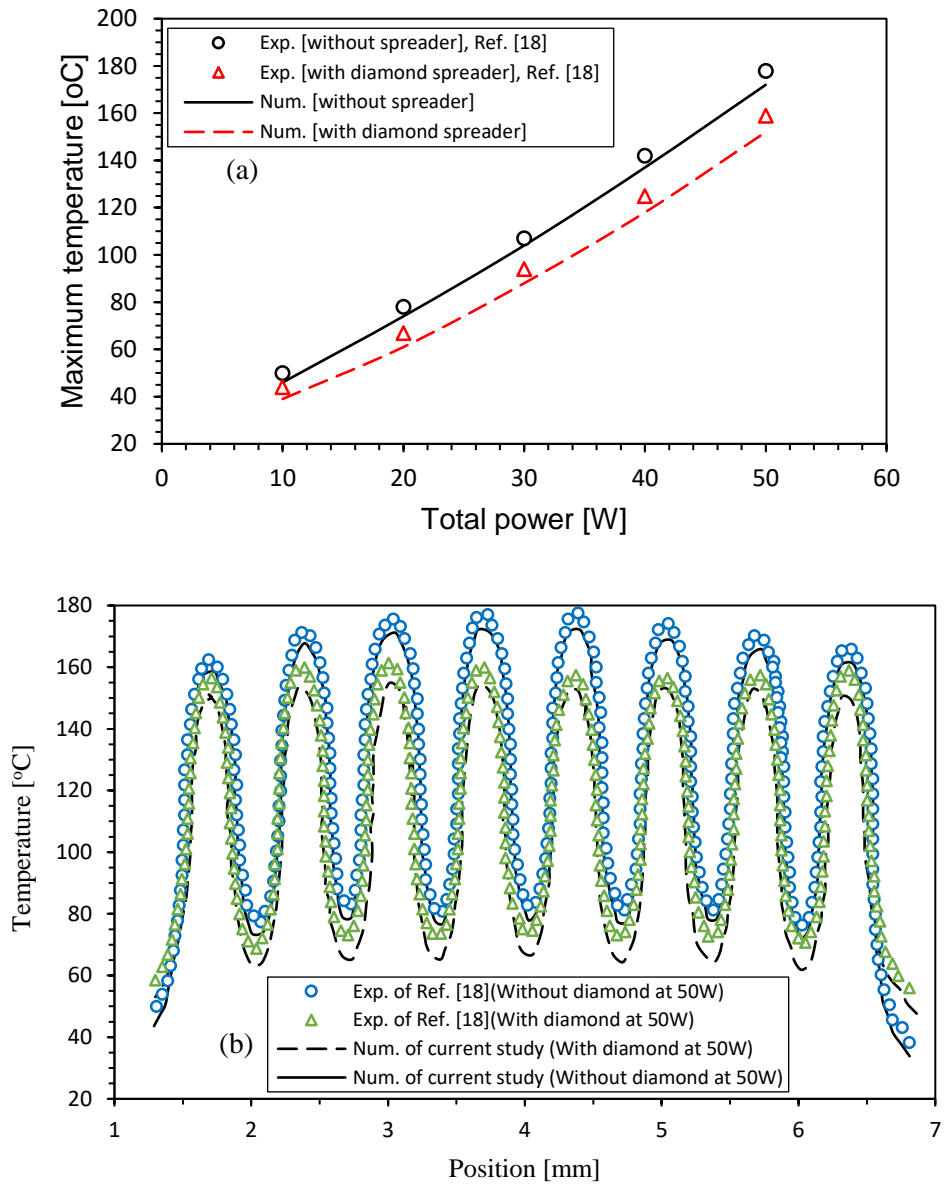 200
180
160
140
120
100
80
60
40
20
Maximum temperature [oC]
Exp. [without spreader], Ref. [18]
Exp. [with diamond spreader], Ref. [18]
Num. [without spreader]
Num. [with diamond spreader]
(a)
0 10 20 30 40 50 60
Total power [W]
180
160
140
120
100
80
60
40
20
Temperature [°C]
Exp. of Ref. [18](Without diamond at 50W)
Exp. of Ref. [18](With diamond at 50W)
Num. of current study (With diamond at 50W)
Num. of current study (Without diamond at 50W)
(b)
1 2 3 4 5 6 7
Position [mm]